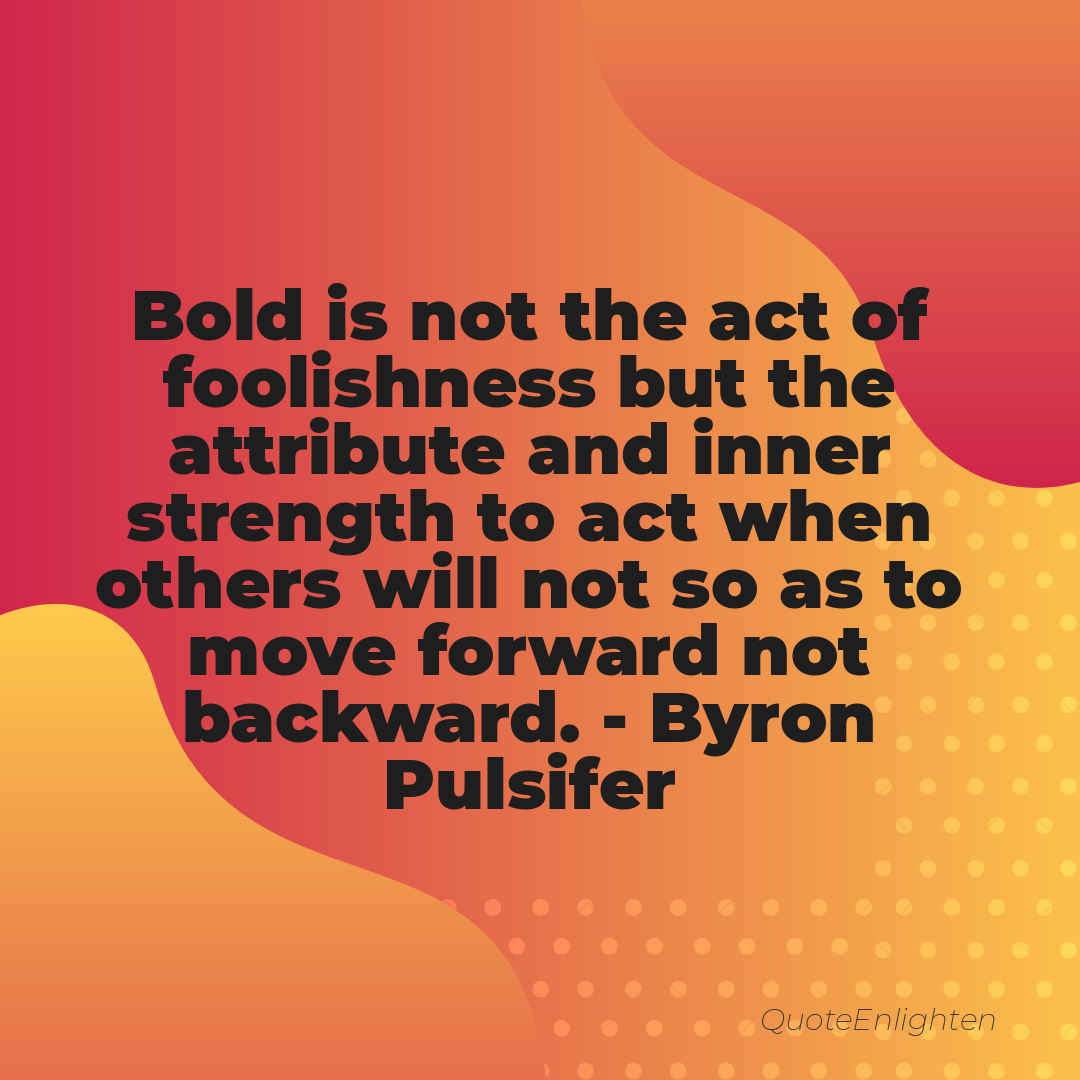 Bold is not the act of
foolishness but the
attribute and inner
strength to act when
others will not so as to
move forward not
backward. - Byron
Pulsifer
QuoteEnlighten